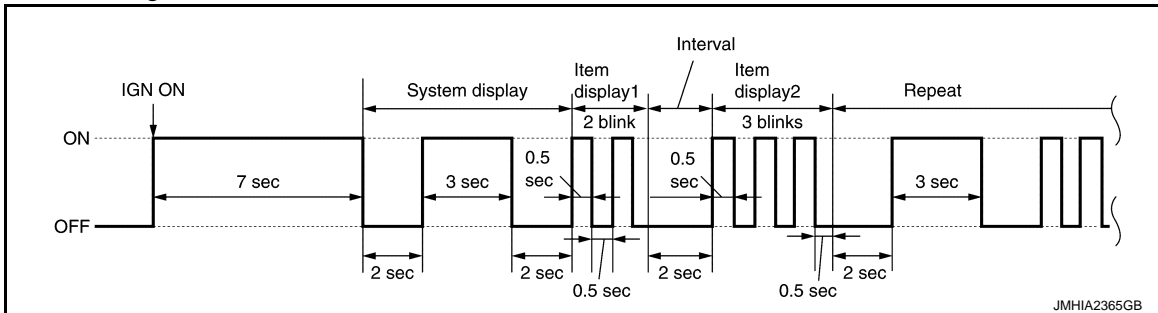 Interval
Item
display1
Item
display2
IGN ON
System display
Repeat
2 blink
3 blinks
ON
0.5
sec
0.5
sec
7 sec
3 sec
3 sec
OFF
2 sec
2 sec
0.5 sec
2 sec
0.5 sec
2 sec
JMHIA2365GB